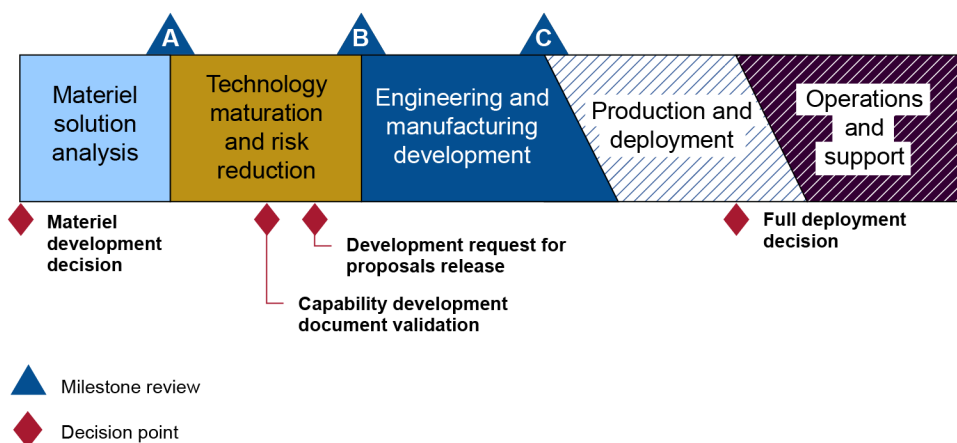 A
B
C
Materiel
solution
analysis
Technology
maturation
and risk
reduction
Engineering and
manufacturing
development
Production and
deployment
Operations
and
support
Materiel
development
decision
Development request for
proposals release
Capability development
document validation
Full deployment
decision
Milestone review
Decision point